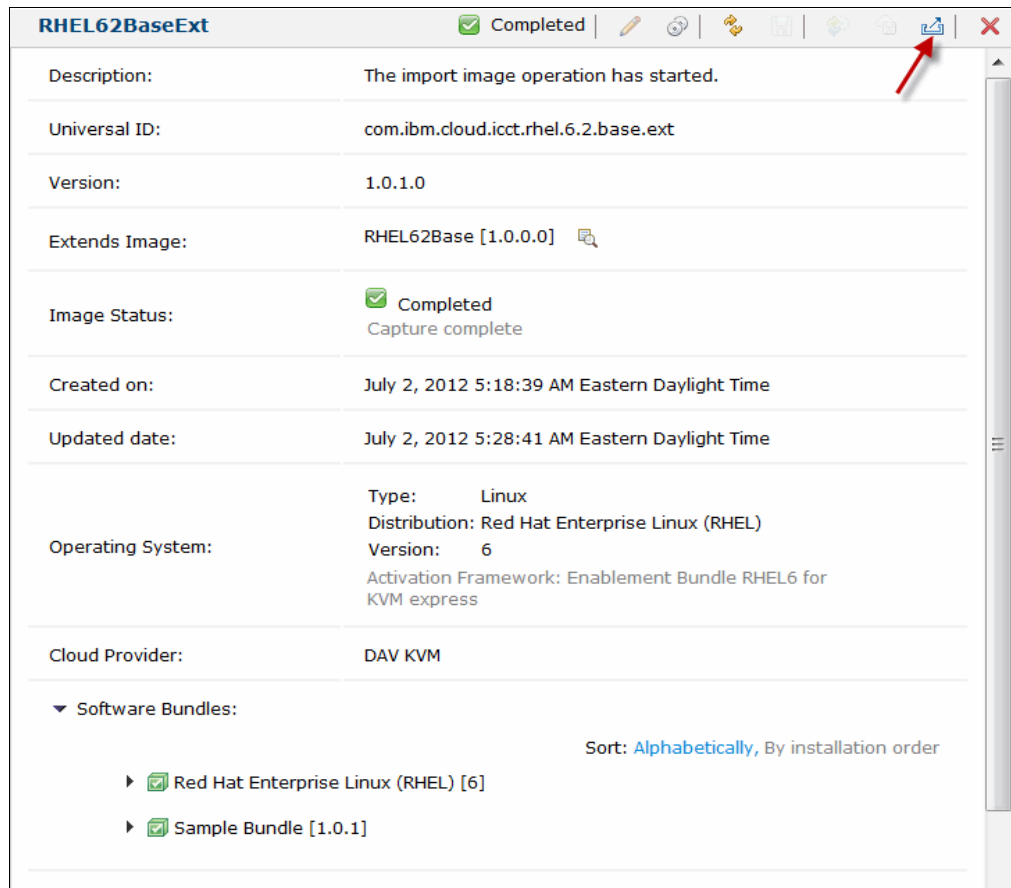 RHEL62BaseExt Completed
Description: The import image operation has started.
Universal ID: com.ibm.cloud.icct.rhel.6.2.base.ext
Version: 1.0.1.0
Extends Image: RHEL62Base [1.0.0.0]
Image Status: Completed
Capture complete
Created on: July 2, 2012 5:18:39 AM Eastern Daylight Time
Updated date: July 2, 2012 5:28:41 AM Eastern Daylight Time
Operating System:
Type: Linux
Distribution: Red Hat Enterprise Linux (RHEL)
Version: 6
Activation Framework: Enablement Bundle RHEL6 for
KVM express
Cloud Provider: DAV KVM
Software Bundles:
Sort: Alphabetically, By installation order
Red Hat Enterprise Linux (RHEL) [6]
Sample Bundle [1.0.1]